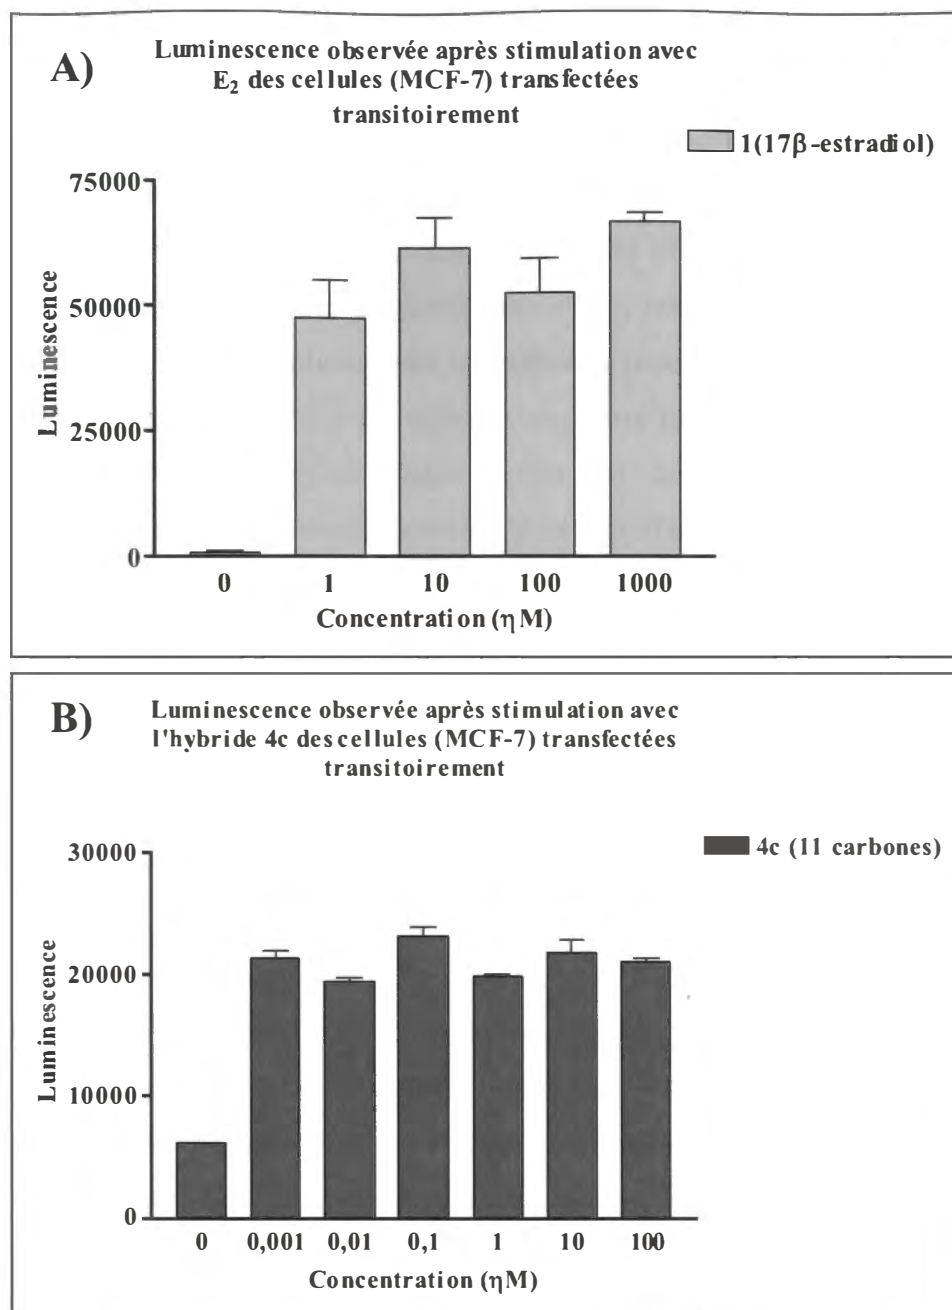 A)
Luminescence observée après stimulation avec
E₂ des cellules (MCF-7) transfectées
transitoirement
1(17β-estradiol)
75000
50000
25000
0
Luminescence
0 1 10 100 1000
Concentration (ηM)
B)
Luminescence observée après stimulation avec
l'hybride 4c des cellules (MCF-7) transfectées
transitoirement
4c (11 carbones)
30000
20000
10000
0
Luminescence
0 0,001 0,01 0,1 1 10 100
Concentration (ηM)